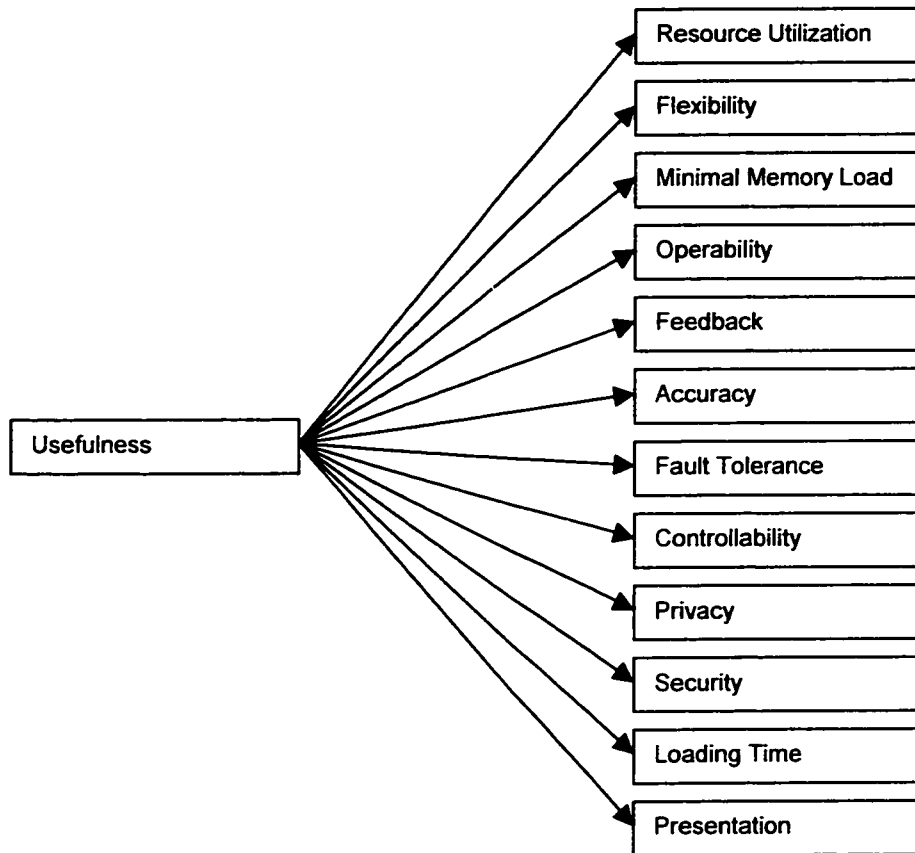 Resource Utilization
Flexibility
Minimal Memory Load
Operability
Feedback
Accuracy
Usefulness
Fault Tolerance
Controllability
Privacy
Security
Loading Time
Presentation